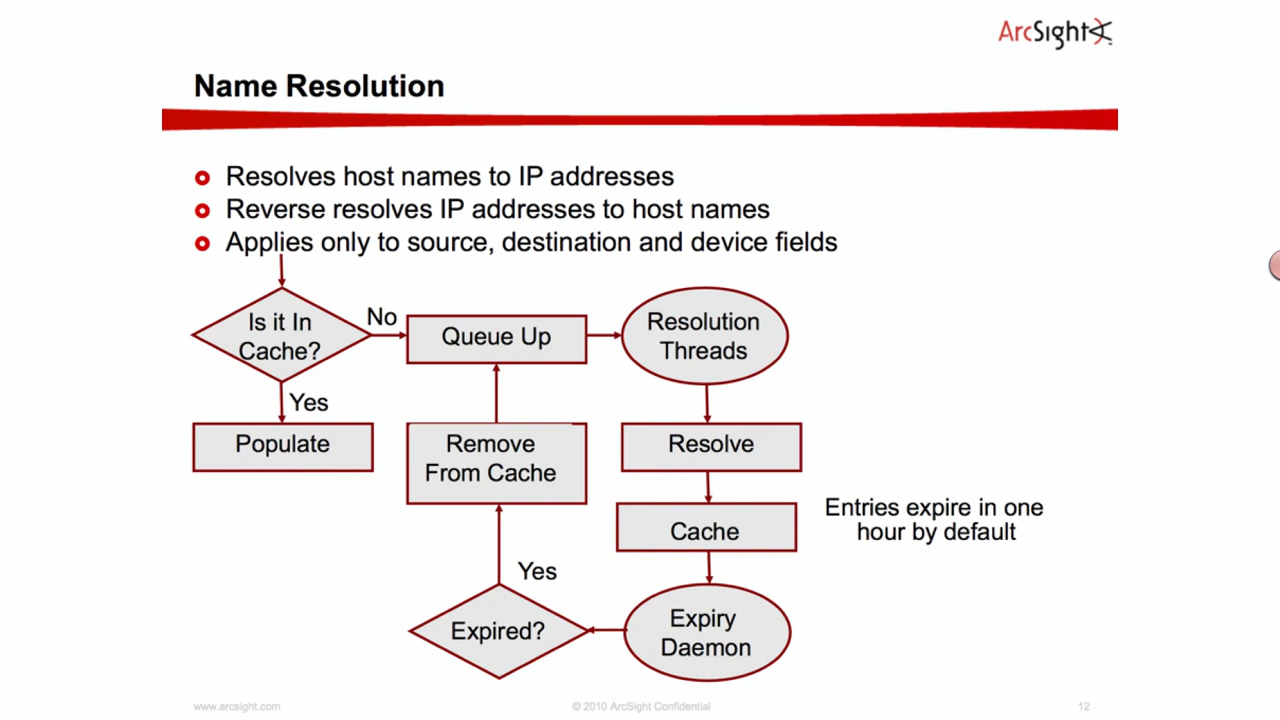 ArcSight
Name Resolution
Resolves host names to IP addresses
Reverse resolves IP addresses to host names
Applies only to source, destination and device fields
Is it In
Cache?
No
Queue Up
Resolution
Threads
Yes
Populate
Remove
From Cache
Resolve
Cache
Entries expire in one
hour by default
Yes
Expired?
Expiry
Daemon
www.arcsight.com
© 2010 ArcSight Confidential
12